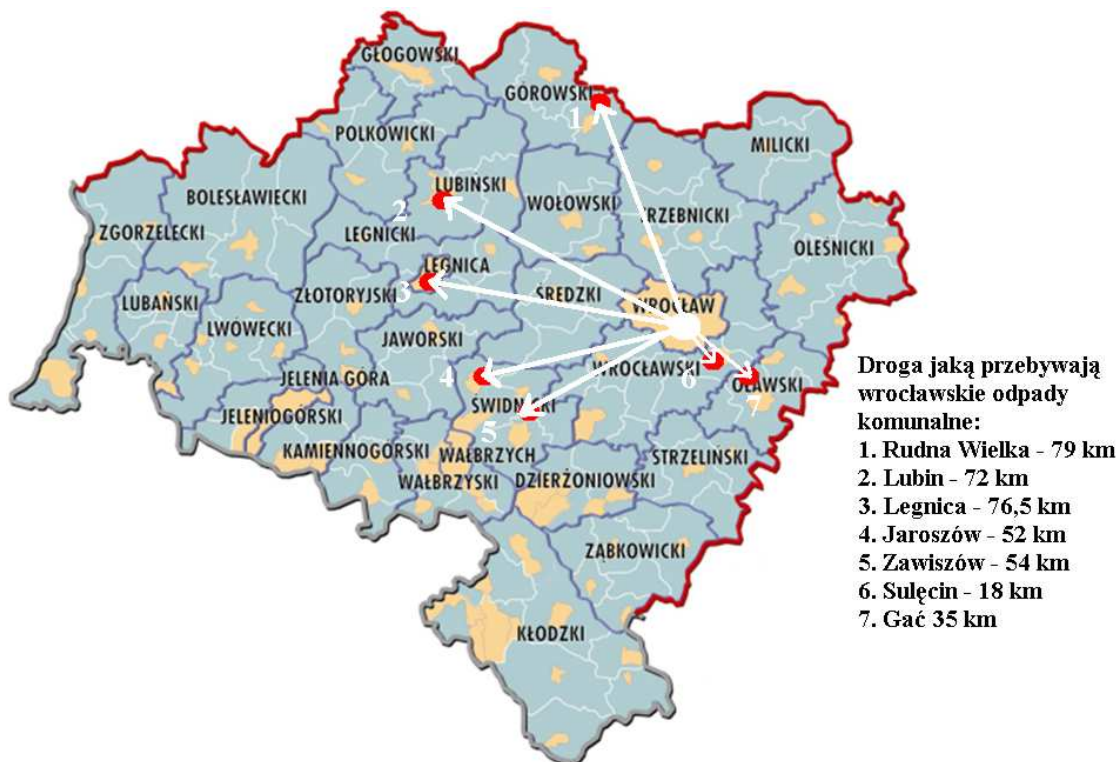 GŁOGOWSKI
GÓROWSKI
1
POLKOWICKI
MILICKI
LUBIŃSKI
BOLESŁAWIECKI
WOŁOWSKI
TRZEBNICKI
2
ZGORZELECKI
LEGNICKI
OLEŚNICKI
LEGNICA
3
ZŁOTORYJSKI
ŚREDZKI
WROCŁAW
LUBAŃSKI
LWÓWECKI
JAWORSKI
WROCŁAWSKI
6
JELENIA GÓRA
4
OŁAWSKI
7
ŚWIDNICKI
JELENIOGÓRSKI
5
KAMIENNOGÓRSKI
WAŁBRZYCH
STRZELIŃSKI
WAŁBRZYSKI
DZIERŻONIOWSKI
ZĄBKOWICKI
KŁODZKI
Droga jaką przebywają
wrocławskie odpady
komunalne:
1. Rudna Wielka - 79 km
2. Lubin - 72 km
3. Legnica - 76,5 km
4. Jaroszów - 52 km
5. Zawiszów - 54 km
6. Sulęcin - 18 km
7. Gać 35 km